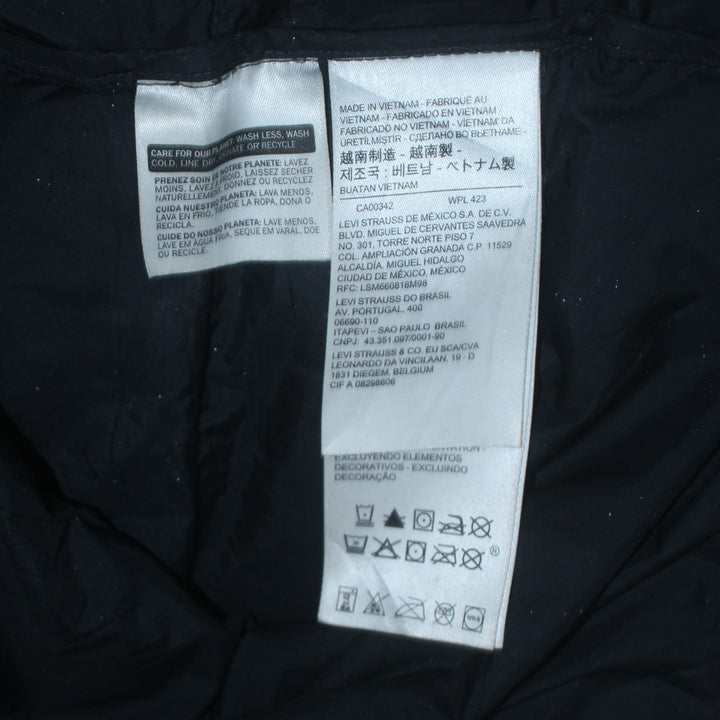 CARE FOR OUR PLANET: WASH LESS, WASH
COLD, LINE DRY, DONATE OR RECYCLE
PRENEZ SOIN DE NOTRE PLANETE: LAVEZ
MOINS, LAVEZ À FROID, LAISSEZ SECHER
NATURELLEMENT,
CUIDA NUESTRO PLANETA: LAVA MENOS,
LAVA EN FRIO, TIENDE LA ROPA, DONA O
RECICLA.
CUIDE DO NOSSO PLANETA: LAVE MENOS,
LAVE EM ÁGUA FRIA, SEQUE EM VARAL, DOE
OU RECICLE.
MADE IN VIETNAM - FABRIQUÉ AU
VIETNAM - FABRICADO EN VIETNAM -
FABRICADO NO VIETNAM - VIETNAM'DA
ÜRETİLMİŞTİR - СДЕЛАНО ВО ВЬЕТНАМЕ -
越南制造 - 越南製 -
제조국 : 베트남 - ベトナム製
BUATAN VIETNAM
CA00342 WPL 423
LEVI STRAUSS DE MÉXICO S.A. DE C.V.
BLVD. MIGUEL DE CERVANTES SAAVEDRA
NO. 301, TORRE NORTE PISO 7
COL. AMPLIACIÓN GRANADA C.P. 11529
ALCALDÍA. MIGUEL HIDALGO
CIUDAD DE MÉXICO, MÉXICO
RFC: LSM660818M98
LEVI STRAUSS DO BRASIL
AV. PORTUGAL, 400
06690-110
ITAPEVI – SAO PAULO BRASIL
CNPJ: 43.351.097/0001-90
LEVI STRAUSS & CO. EU SCA/CVA
LEONARDO DA VINCILAAN, 19 - D
1831 DIEGEM, BELGIUM
CIF A 08298606
EXCLUYENDO ELEMENTOS
DECORATIVOS - EXCLUINDO
DECORAÇÃO
®